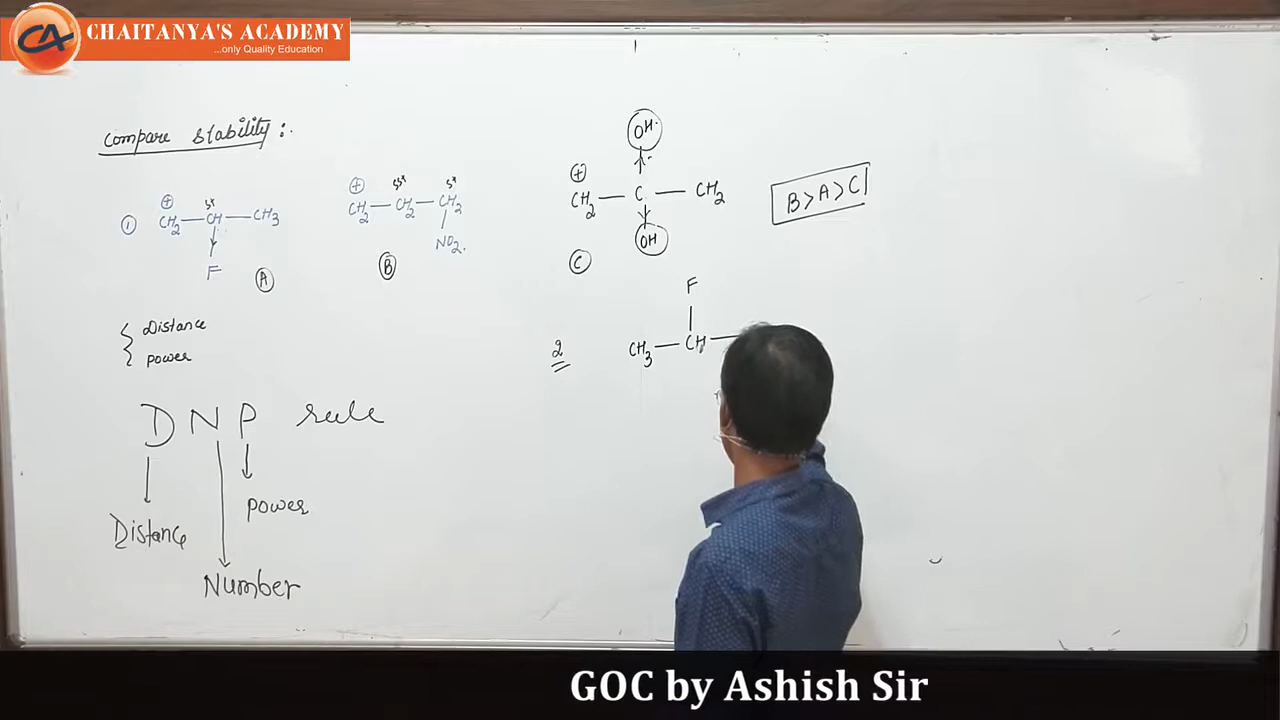 CHAITANYA'S ACADEMY
...only Quality Education
CA
Compare stability :.
① ⊕CH₂—CH—CH₃
F
Ⓐ
⊕CH₂—CH₂—CH₂
NO₂.
Ⓑ
OH
⊕CH₂—C—CH₂
OH
Ⓒ
B>A>C
Distance
power
DNP rule
Distance
Number
power
2
F
CH₃—CH—
GOC by Ashish Sir